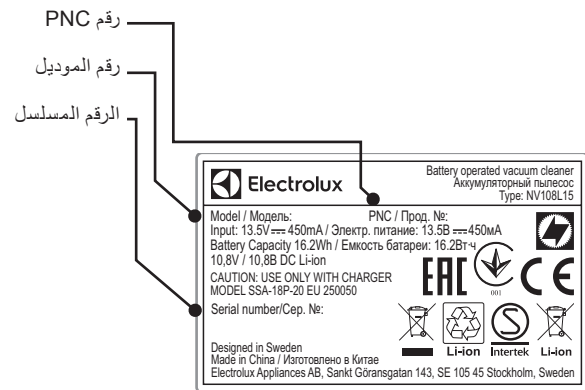 رقم PNC
رقم الموديل
الرقم المسلسل
Electrolux
Battery operated vacuum cleaner
Аккумуляторный пылесос
Type: NV108L15
Model / Модель: PNC / Прод. №:
Input: 13.5V⎓450mA / Электр. питание: 13.5В⎓450мА
Battery Capacity 16.2Wh / Емкость батареи: 16.2Вт·ч
10,8V / 10,8В DC Li-ion
CAUTION: USE ONLY WITH CHARGER
MODEL SSA-18P-20 EU 250050
EAC 001 CE
Serial number/Сер. №:
Li-ion Intertek Li-ion
Designed in Sweden
Made in China / Изготовлено в Китае
Electrolux Appliances AB, Sankt Göransgatan 143, SE 105 45 Stockholm, Sweden